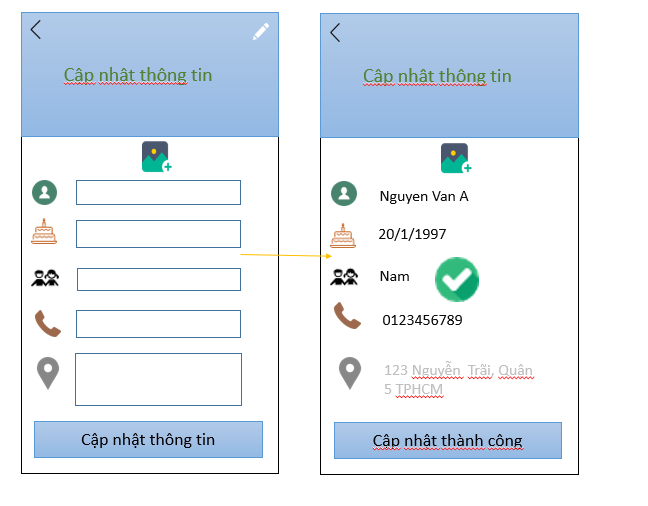 Cập nhật thông tin
Cập nhật thông tin
Cập nhật thông tin
Nguyen Van A
20/1/1997
Nam
0123456789
123 Nguyễn Trãi, Quận
5 TPHCM
Cập nhật thành công